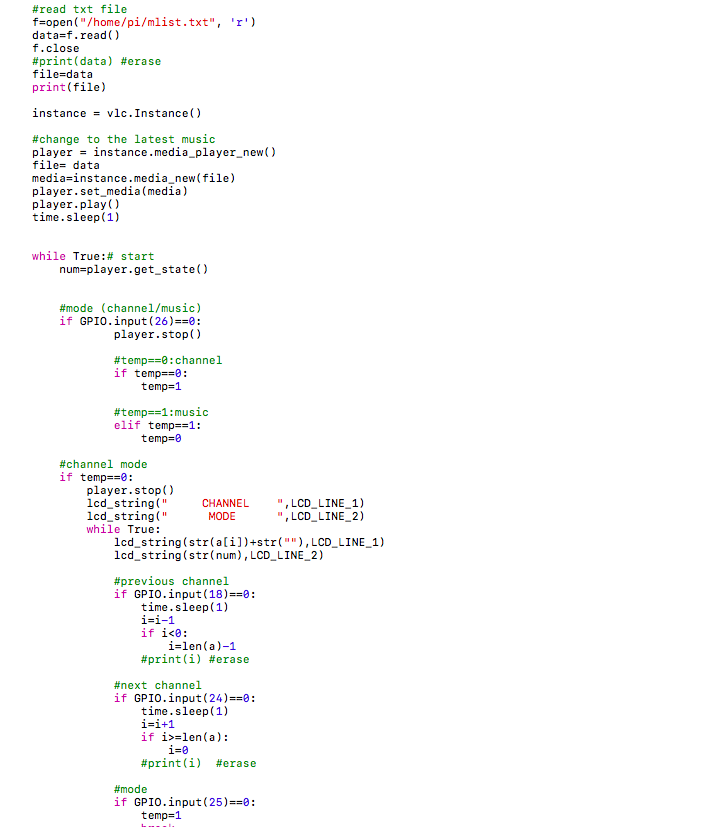 #read txt file
f=open("/home/pi/mlist.txt", 'r')
data=f.read()
f.close
#print(data) #erase
file=data
print(file)
instance = vlc.Instance()
#change to the latest music
player = instance.media_player_new()
file= data
media=instance.media_new(file)
player.set_media(media)
player.play()
time.sleep(1)
while True:# start
num=player.get_state()
#mode (channel/music)
if GPIO.input(26)==0:
player.stop()
#temp==0:channel
if temp==0:
temp=1
#temp==1:music
elif temp==1:
temp=0
#channel mode
if temp==0:
player.stop()
lcd_string("     CHANNEL    ",LCD_LINE_1)
lcd_string("      MODE      ",LCD_LINE_2)
while True:
lcd_string(str(a[i])+str(""),LCD_LINE_1)
lcd_string(str(num),LCD_LINE_2)
#previous channel
if GPIO.input(18)==0:
time.sleep(1)
i=i-1
if i<0:
i=len(a)-1
#print(i) #erase
#next channel
if GPIO.input(24)==0:
time.sleep(1)
i=i+1
if i>=len(a):
i=0
#print(i)  #erase
#mode
if GPIO.input(25)==0:
temp=1